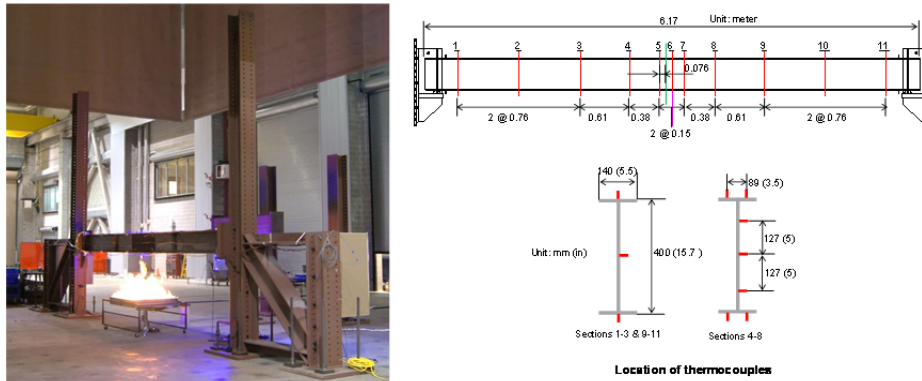 6.17
Unit: meter
1 2 3 4 5 6 7 8 9 10 11
0.076
2 @ 0.76 0.61 0.38 0.38 0.61 2 @ 0.76
2 @ 0.15
140 (5.5)
89 (3.5)
127 (5)
Unit: mm (in)
400 (15.7)
127 (5)
Sections 1-3 & 9-11
Sections 4-8
Location of thermocouples